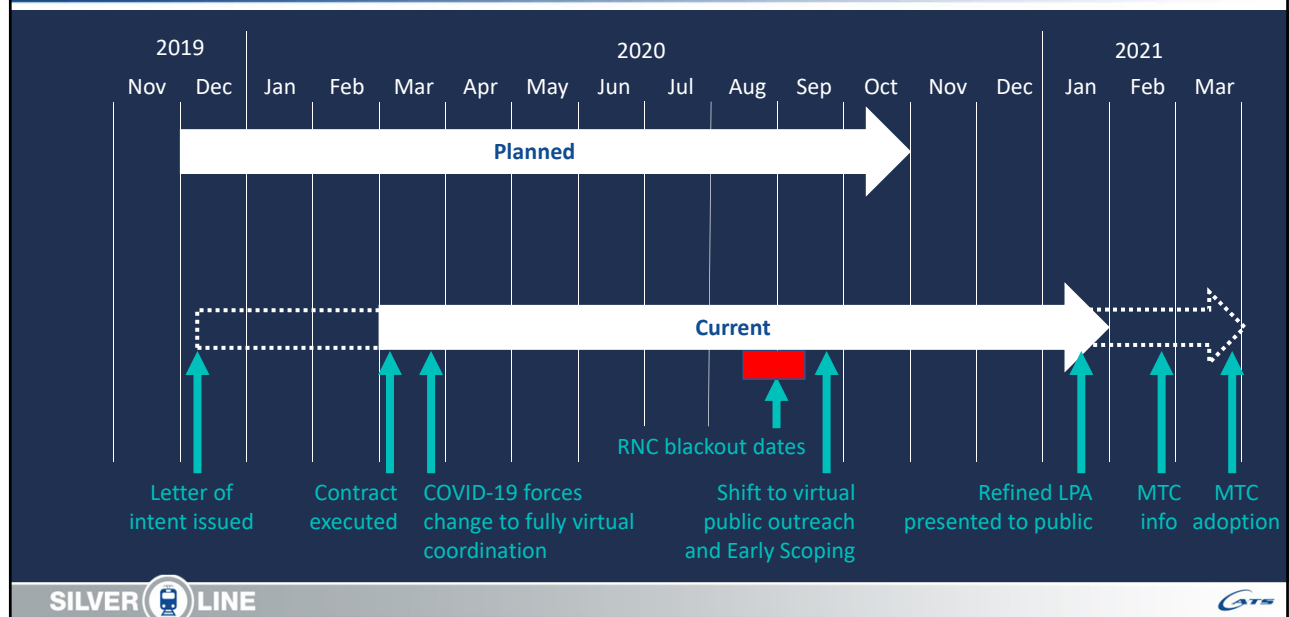 2019 2020 2021
Nov Dec Jan Feb Mar Apr May Jun Jul Aug Sep Oct Nov Dec Jan Feb Mar
Planned
Current
RNC blackout dates
Letter of
intent issued
Contract
executed
COVID-19 forces
change to fully virtual
coordination
Shift to virtual
public outreach
and Early Scoping
Refined LPA
presented to public
MTC
info
MTC
adoption
SILVER LINE
CATS